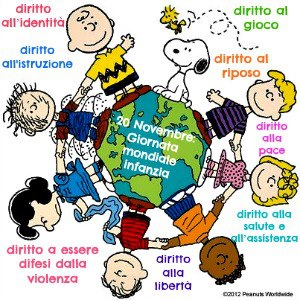 diritto
all'identità
diritto
all'istruzione
diritto al
gioco
diritto al
riposo
diritto
alla
pace
20 Novembre:
Giornata
mondiale
infanzia
diritto alla
salute e
all'assistenza
diritto a essere
difesi dalla
violenza
diritto
alla
libertà
©2012 Peanuts Worldwide